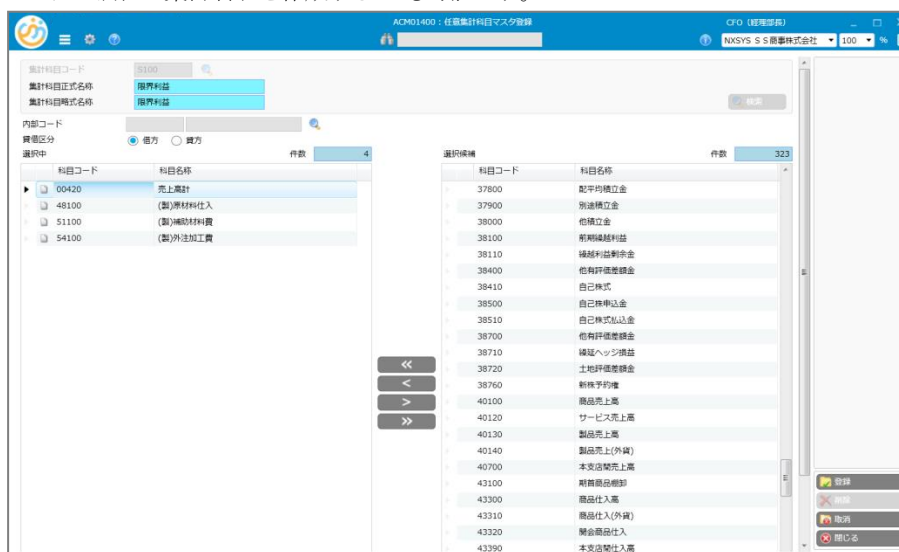 ACM01400：任意集計科目マスタ登録
CFO（経理部長）
NXSYS ＳＳ商事株式会社
100
%
集計科目コード
5100
集計科目正式名称
限界利益
集計科目略式名称
限界利益
検索
内部コード
貸借区分
借方
貸方
選択中
件数
4
選択候補
件数
323
科目コード 科目名称
00420 売上高計
48100 (製)原材料仕入
51100 (製)補助材料費
54100 (製)外注加工費
科目コード 科目名称
37800 配平均積立金
37900 別途積立金
38000 他積立金
38100 前期繰越利益
38110 繰越利益剰余金
38400 他有評価差額金
38410 自己株式
38500 自己株申込金
38510 自己株式払込金
38700 他有評価差額金
38710 繰延ヘッジ損益
38720 土地評価差額金
38760 新株予約権
40100 商品売上高
40120 サービス売上高
40130 製品売上高
40140 製品売上(外貨)
40700 本支店間売上高
43100 期首商品棚卸
43300 商品仕入高
43310 商品仕入(外貨)
43320 関会商品仕入
43390 本支店間仕入高
<<
<
>
>>
登録
削除
取消
閉じる